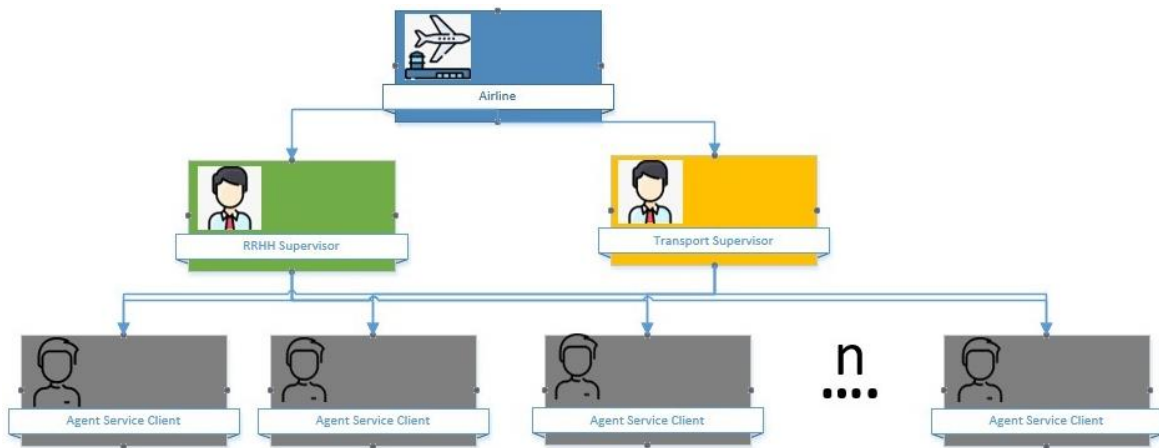 Airline
RRHH Supervisor
Transport Supervisor
n
....
Agent Service Client
Agent Service Client
Agent Service Client
Agent Service Client